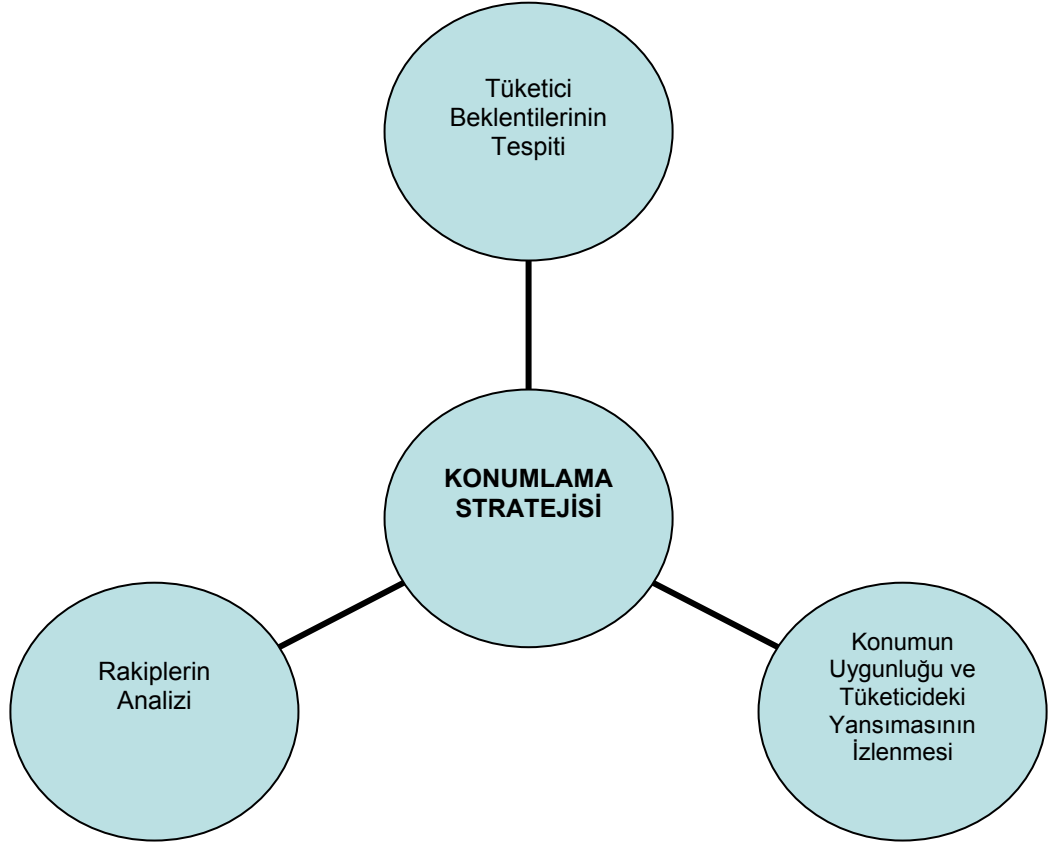 Tüketici
Beklentilerinin
Tespiti
KONUMLAMA
STRATEJİSİ
Rakiplerin
Analizi
Konumun
Uygunluğu ve
Tüketicideki
Yansımasının
İzlenmesi